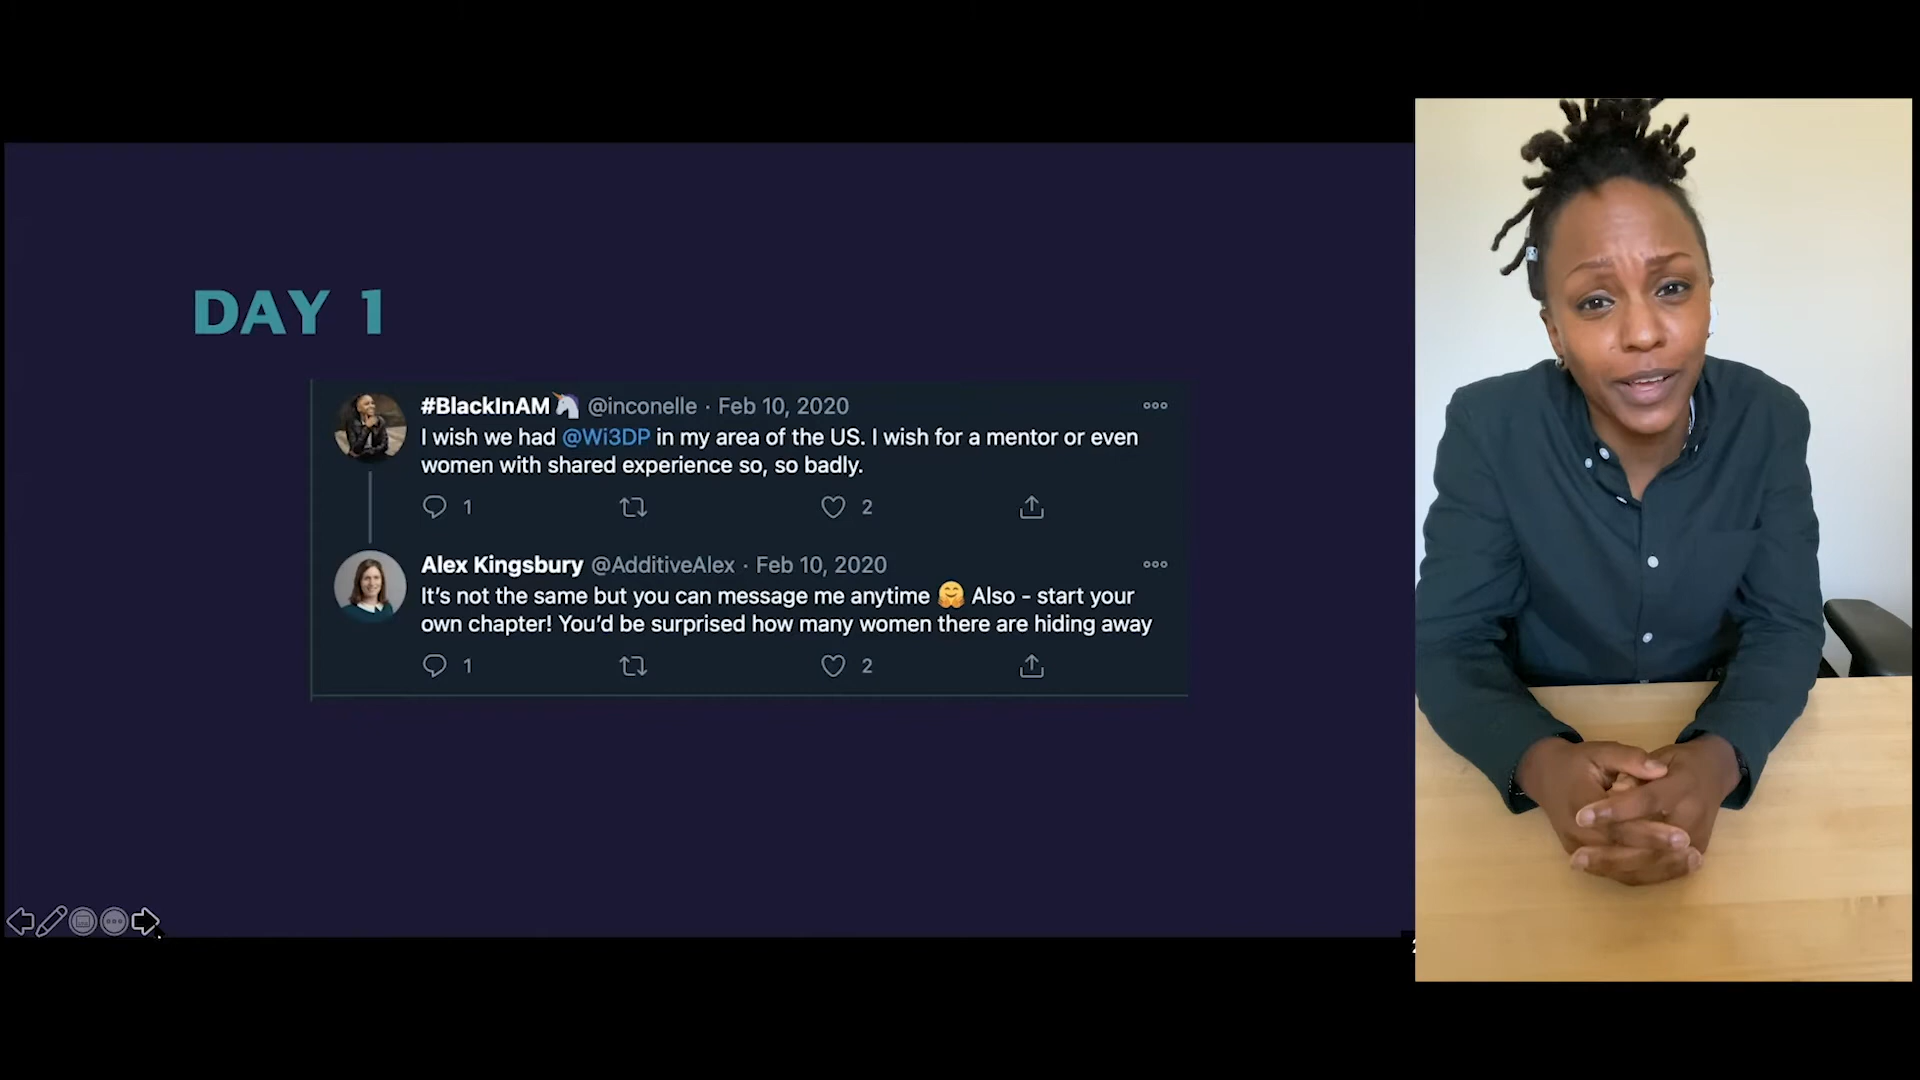 DAY 1
#BlackInAM🦄 @inconelle · Feb 10, 2020
I wish we had @Wi3DP in my area of the US. I wish for a mentor or even
women with shared experience so, so badly.
1 2
Alex Kingsbury @AdditiveAlex · Feb 10, 2020
It's not the same but you can message me anytime 🤗 Also - start your
own chapter! You'd be surprised how many women there are hiding away
1 2